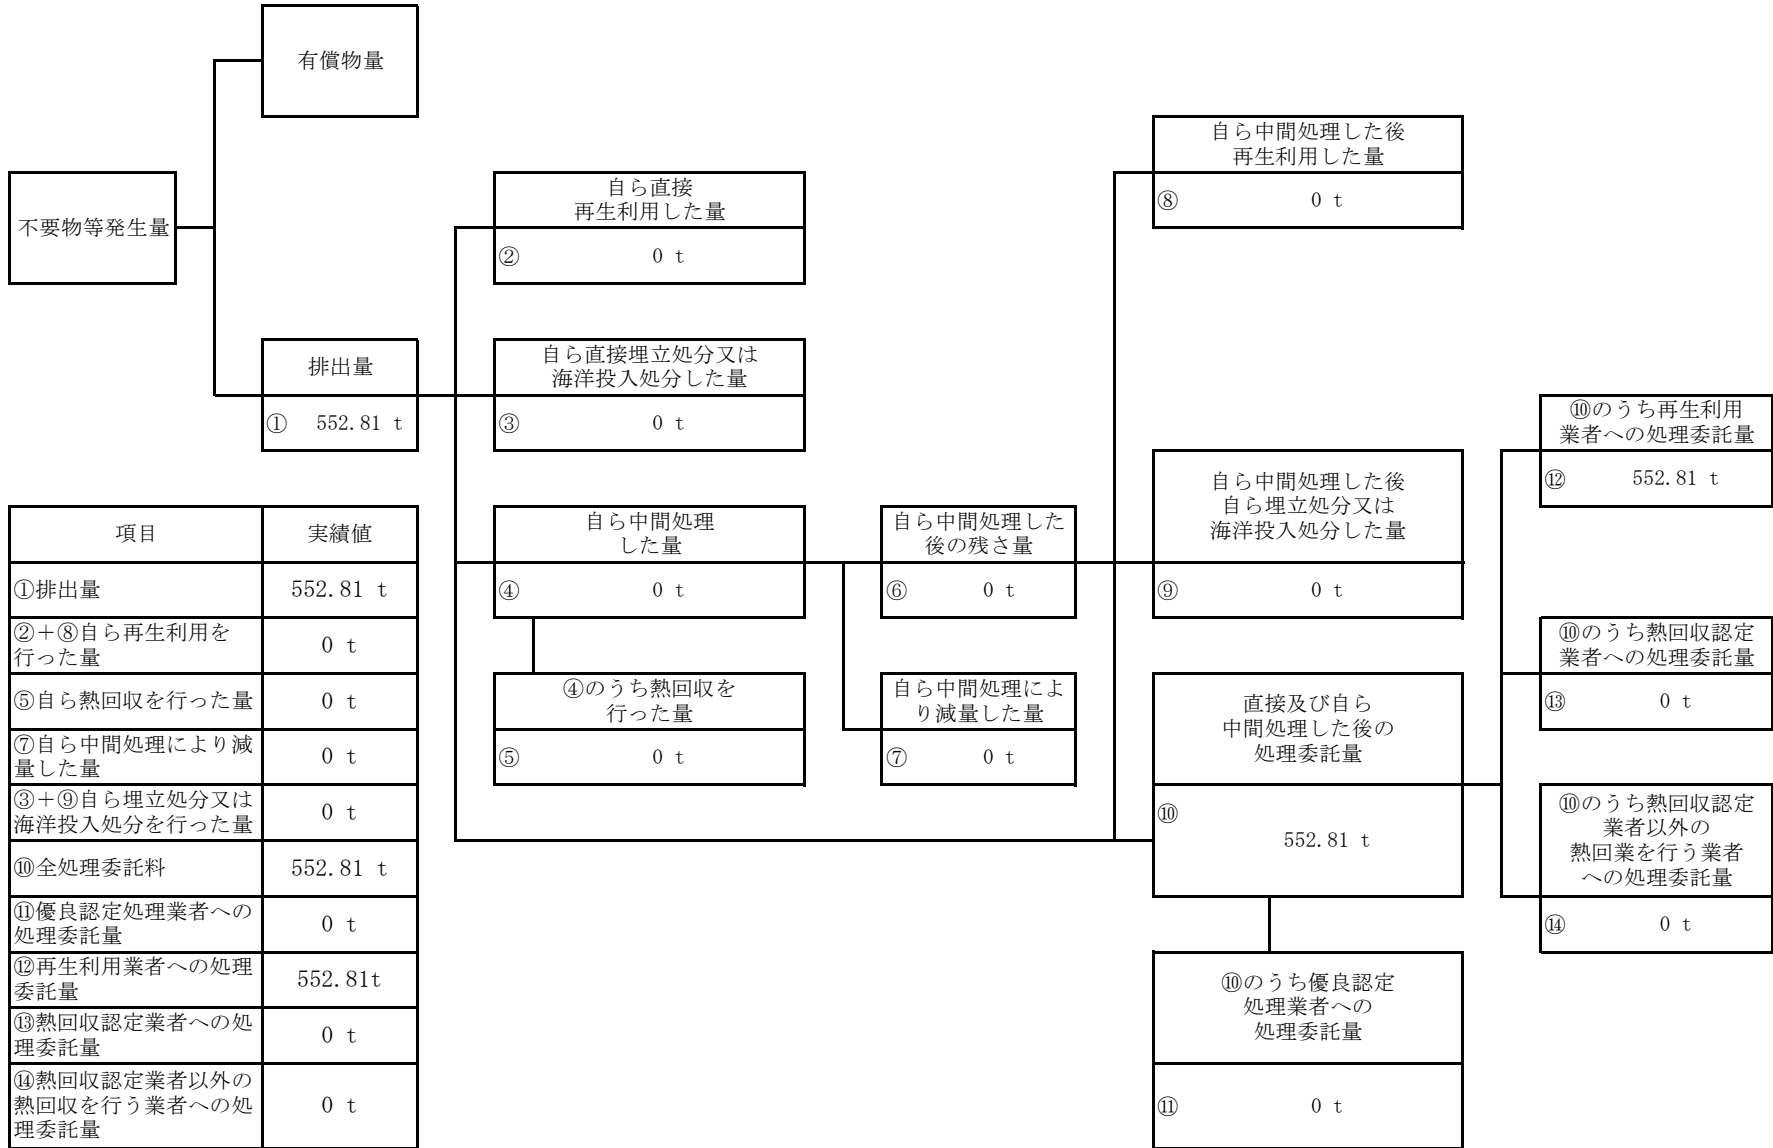 有償物量
不要物等発生量
排出量
① 552.81 t
自ら直接
再生利用した量
② 0 t
自ら直接埋立処分又は
海洋投入処分した量
③ 0 t
自ら中間処理
した量
④ 0 t
④のうち熱回収を
行った量
⑤ 0 t
自ら中間処理した
後の残さ量
⑥ 0 t
自ら中間処理によ
り減量した量
⑦ 0 t
自ら中間処理した後
再生利用した量
⑧ 0 t
自ら中間処理した後
自ら埋立処分又は
海洋投入処分した量
⑨ 0 t
直接及び自ら
中間処理した後の
処理委託量
⑩
552.81 t
⑩のうち優良認定
処理業者への
処理委託量
⑪ 0 t
⑩のうち再生利用
業者への処理委託量
⑫ 552.81 t
⑩のうち熱回収認定
業者への処理委託量
⑬ 0 t
⑩のうち熱回収認定
業者以外の
熱回業を行う業者
への処理委託量
⑭ 0 t
項目 実績値
①排出量 552.81 t
②＋⑧自ら再生利用を
行った量 0 t
⑤自ら熱回収を行った量 0 t
⑦自ら中間処理により減
量した量 0 t
③＋⑨自ら埋立処分又は
海洋投入処分を行った量 0 t
⑩全処理委託料 552.81 t
⑪優良認定処理業者への
処理委託量 0 t
⑫再生利用業者への処理
委託量 552.81t
⑬熱回収認定業者への処
理委託量 0 t
⑭熱回収認定業者以外の
熱回収を行う業者への処
理委託量 0 t